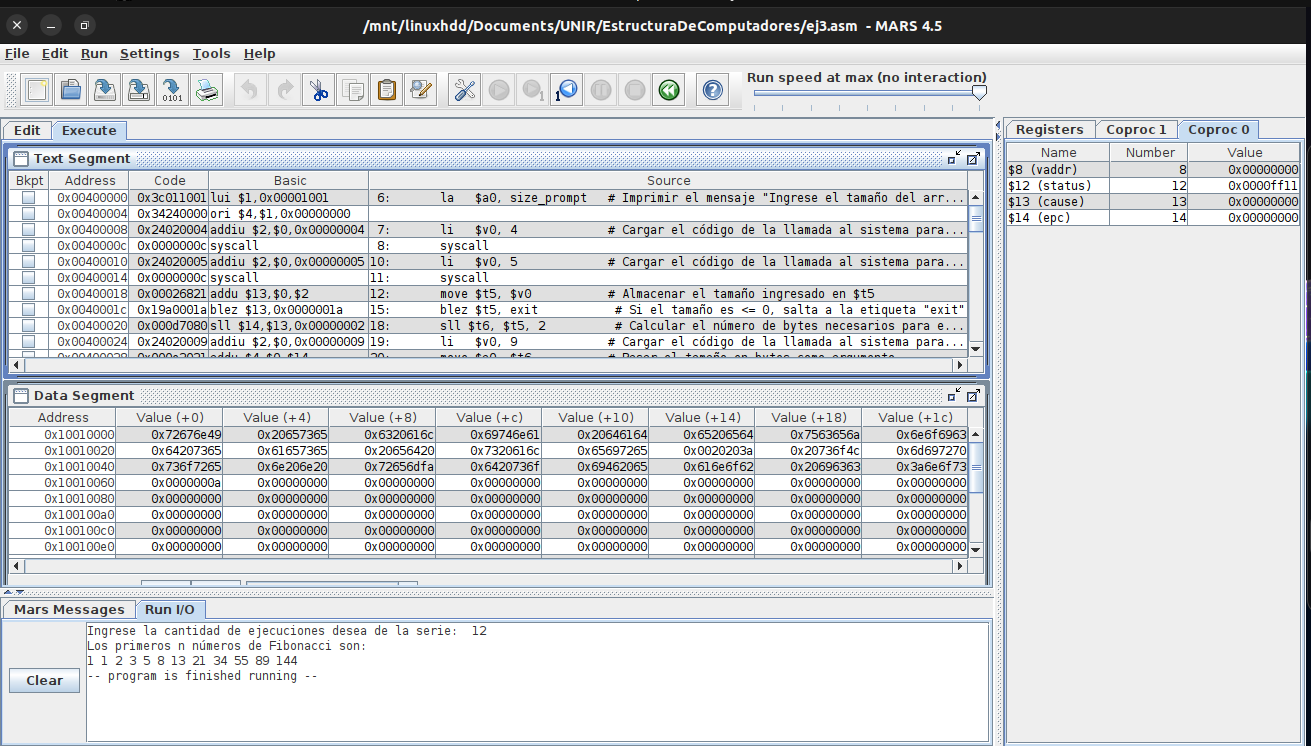 /mnt/linuxhdd/Documents/UNIR/EstructuraDeComputadores/ej3.asm - MARS 4.5
File Edit Run Settings Tools Help
Run speed at max (no interaction)
Edit Execute
Text Segment
Bkpt Address Code Basic Source
0x00400000 0x3c011001 lui $1,0x00001001 6: la $a0, size_prompt # Imprimir el mensaje "Ingrese el tamaño del arr...
0x00400004 0x34240000 ori $4,$1,0x00000000
0x00400008 0x24020004 addiu $2,$0,0x00000004 7: li $v0, 4 # Cargar el código de la llamada al sistema para...
0x0040000c 0x0000000c syscall 8: syscall
0x00400010 0x24020005 addiu $2,$0,0x00000005 10: li $v0, 5 # Cargar el código de la llamada al sistema para...
0x00400014 0x0000000c syscall 11: syscall
0x00400018 0x00026821 addu $13,$0,$2 12: move $t5, $v0 # Almacenar el tamaño ingresado en $t5
0x0040001c 0x19a0001a blez $13,0x0000001a 15: blez $t5, exit # Si el tamaño es <= 0, salta a la etiqueta "exit"
0x00400020 0x000d7080 sll $14,$13,0x00000002 18: sll $t6, $t5, 2 # Calcular el número de bytes necesarios para e...
0x00400024 0x24020009 addiu $2,$0,0x00000009 19: li $v0, 9 # Cargar el código de la llamada al sistema para...
Data Segment
Address Value (+0) Value (+4) Value (+8) Value (+c) Value (+10) Value (+14) Value (+18) Value (+1c)
0x10010000 0x72676e49 0x20657365 0x6320616c 0x69746e61 0x20646164 0x65206564 0x7563656a 0x6e6f6963
0x10010020 0x64207365 0x61657365 0x20656420 0x7320616c 0x65697265 0x0020203a 0x20736f4c 0x6d697270
0x10010040 0x736f7265 0x6e206e20 0x72656dfa 0x6420736f 0x69462065 0x616e6f62 0x20696363 0x3a6e6f73
0x10010060 0x0000000a 0x00000000 0x00000000 0x00000000 0x00000000 0x00000000 0x00000000 0x00000000
0x10010080 0x00000000 0x00000000 0x00000000 0x00000000 0x00000000 0x00000000 0x00000000 0x00000000
0x100100a0 0x00000000 0x00000000 0x00000000 0x00000000 0x00000000 0x00000000 0x00000000 0x00000000
0x100100c0 0x00000000 0x00000000 0x00000000 0x00000000 0x00000000 0x00000000 0x00000000 0x00000000
0x100100e0 0x00000000 0x00000000 0x00000000 0x00000000 0x00000000 0x00000000 0x00000000 0x00000000
Mars Messages Run I/O
Clear
Ingrese la cantidad de ejecuciones desea de la serie: 12
Los primeros n números de Fibonacci son:
1 1 2 3 5 8 13 21 34 55 89 144
-- program is finished running --
Registers Coproc 1 Coproc 0
Name Number Value
$8 (vaddr) 8 0x00000000
$12 (status) 12 0x0000ff11
$13 (cause) 13 0x00000000
$14 (epc) 14 0x00000000